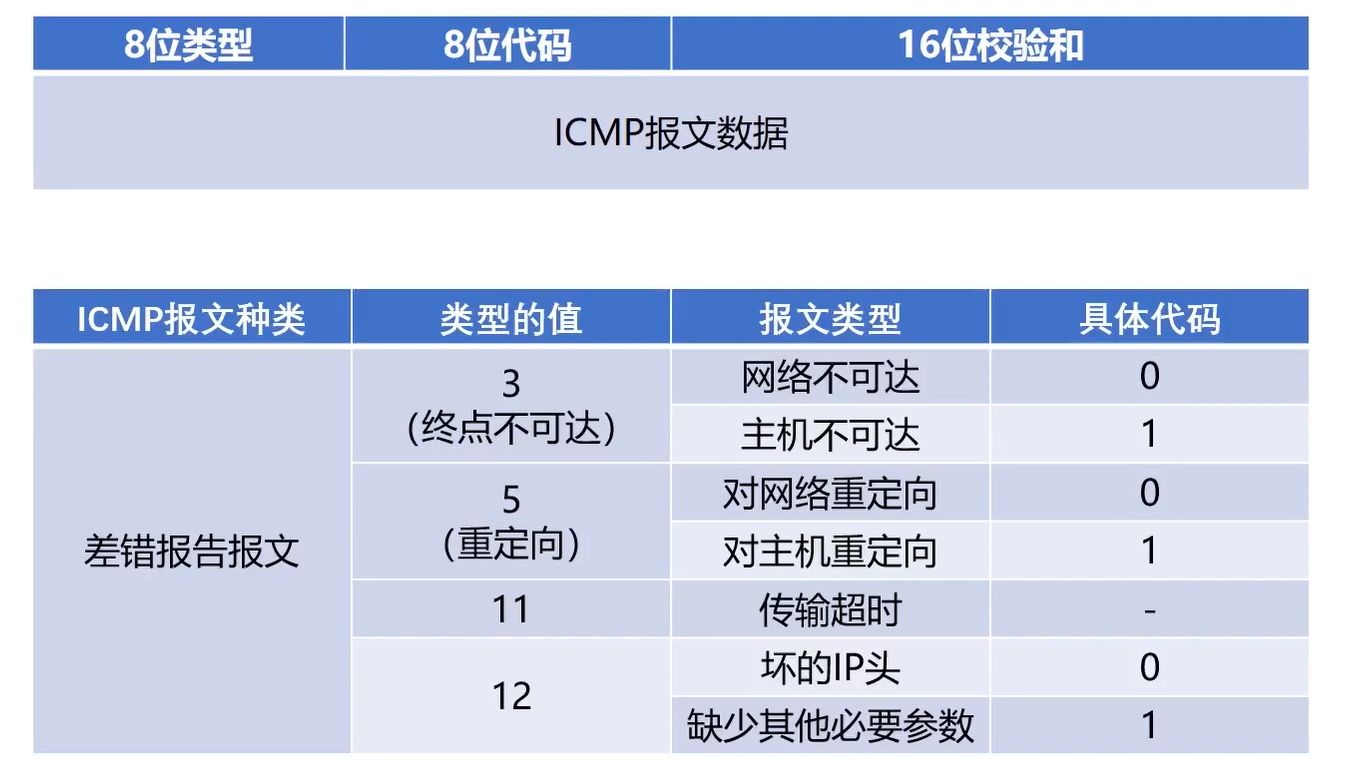 8位类型 8位代码 16位校验和
ICMP报文数据
ICMP报文种类 类型的值 报文类型 具体代码
差错报告报文
3
（终点不可达）
网络不可达 0
主机不可达 1
5
（重定向）
对网络重定向 0
对主机重定向 1
11 传输超时 -
12
坏的IP头 0
缺少其他必要参数 1